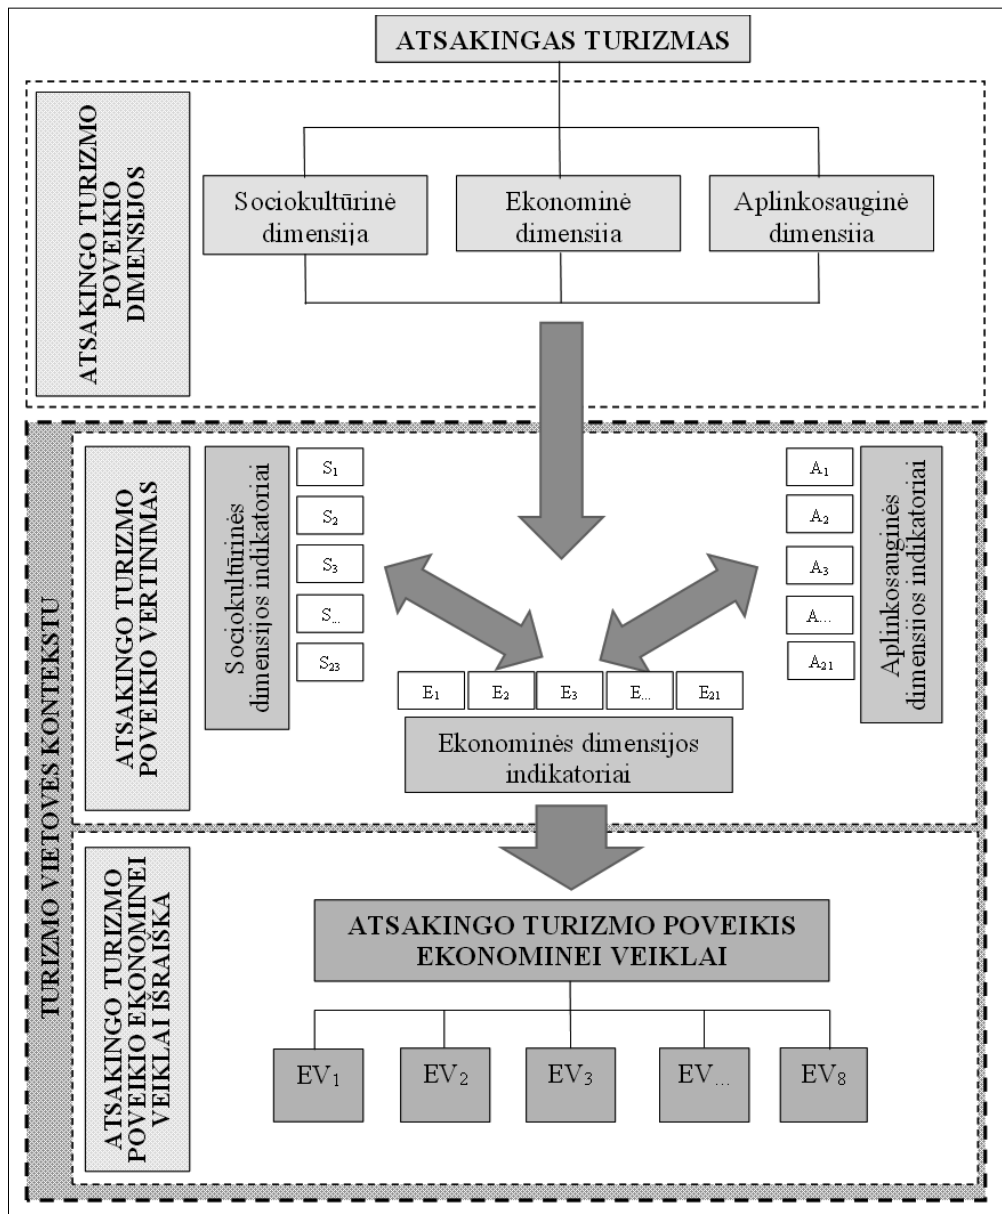 ATSAKINGAS TURIZMAS
ATSAKINGO TURIZMO
POVEIKIO
DIMENSIJOS
Sociokultūrinė
dimensija
Ekonominė
dimensija
Aplinkosauginė
dimensija
TURIZMO VIETOVĖS KONTEKSTU
ATSAKINGO TURIZMO
POVEIKIO VERTINIMAS
Sociokultūrinės
dimensijos indikatoriai
S1
S2
S3
S...
S23
A1
A2
A3
A...
A21
Aplinkosauginės
dimensijos indikatoriai
E1 E2 E3 E... E21
Ekonominės dimensijos
indikatoriai
ATSAKINGO TURIZMO
POVEIKIO EKONOMINEI
VEIKLAI IŠRAIŠKA
ATSAKINGO TURIZMO POVEIKIS
EKONOMINEI VEIKLAI
EV1 EV2 EV3 EV... EV8